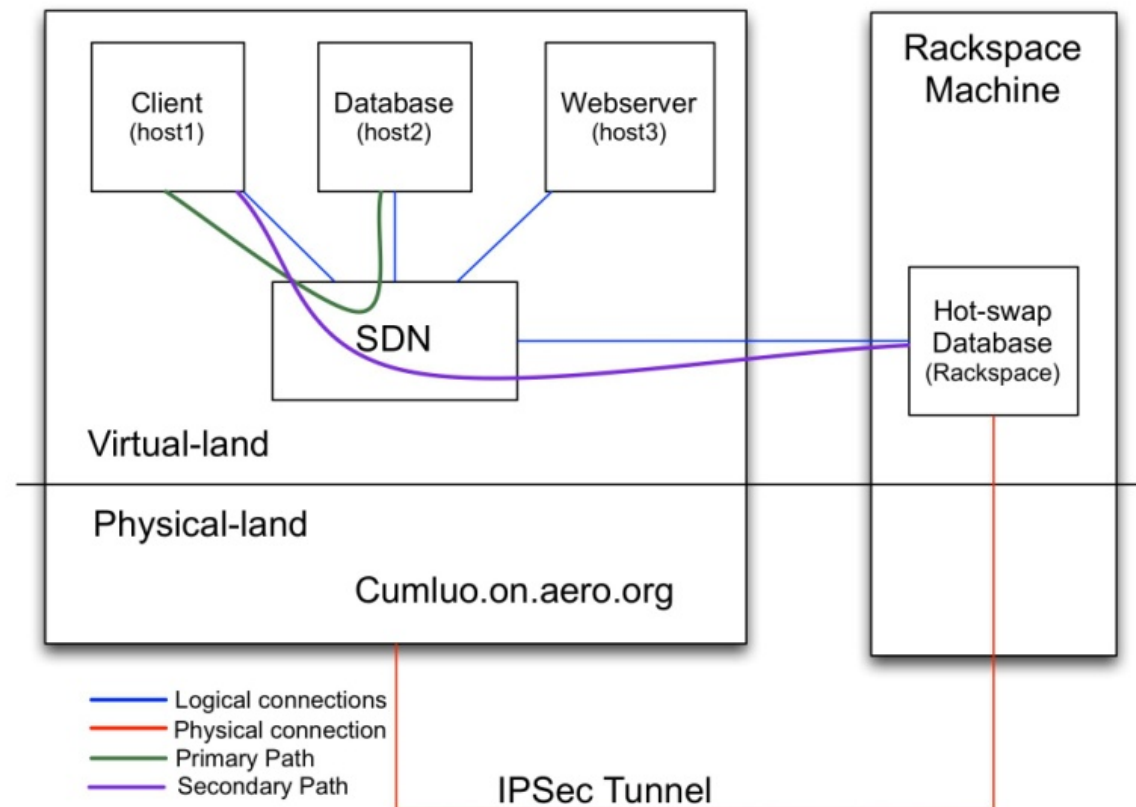 Client
(host1)
Database
(host2)
Webserver
(host3)
Rackspace
Machine
SDN
Hot-swap
Database
(Rackspace)
Virtual-land
Physical-land
Cumluo.on.aero.org
Logical connections
Physical connection
Primary Path
Secondary Path
IPSec Tunnel